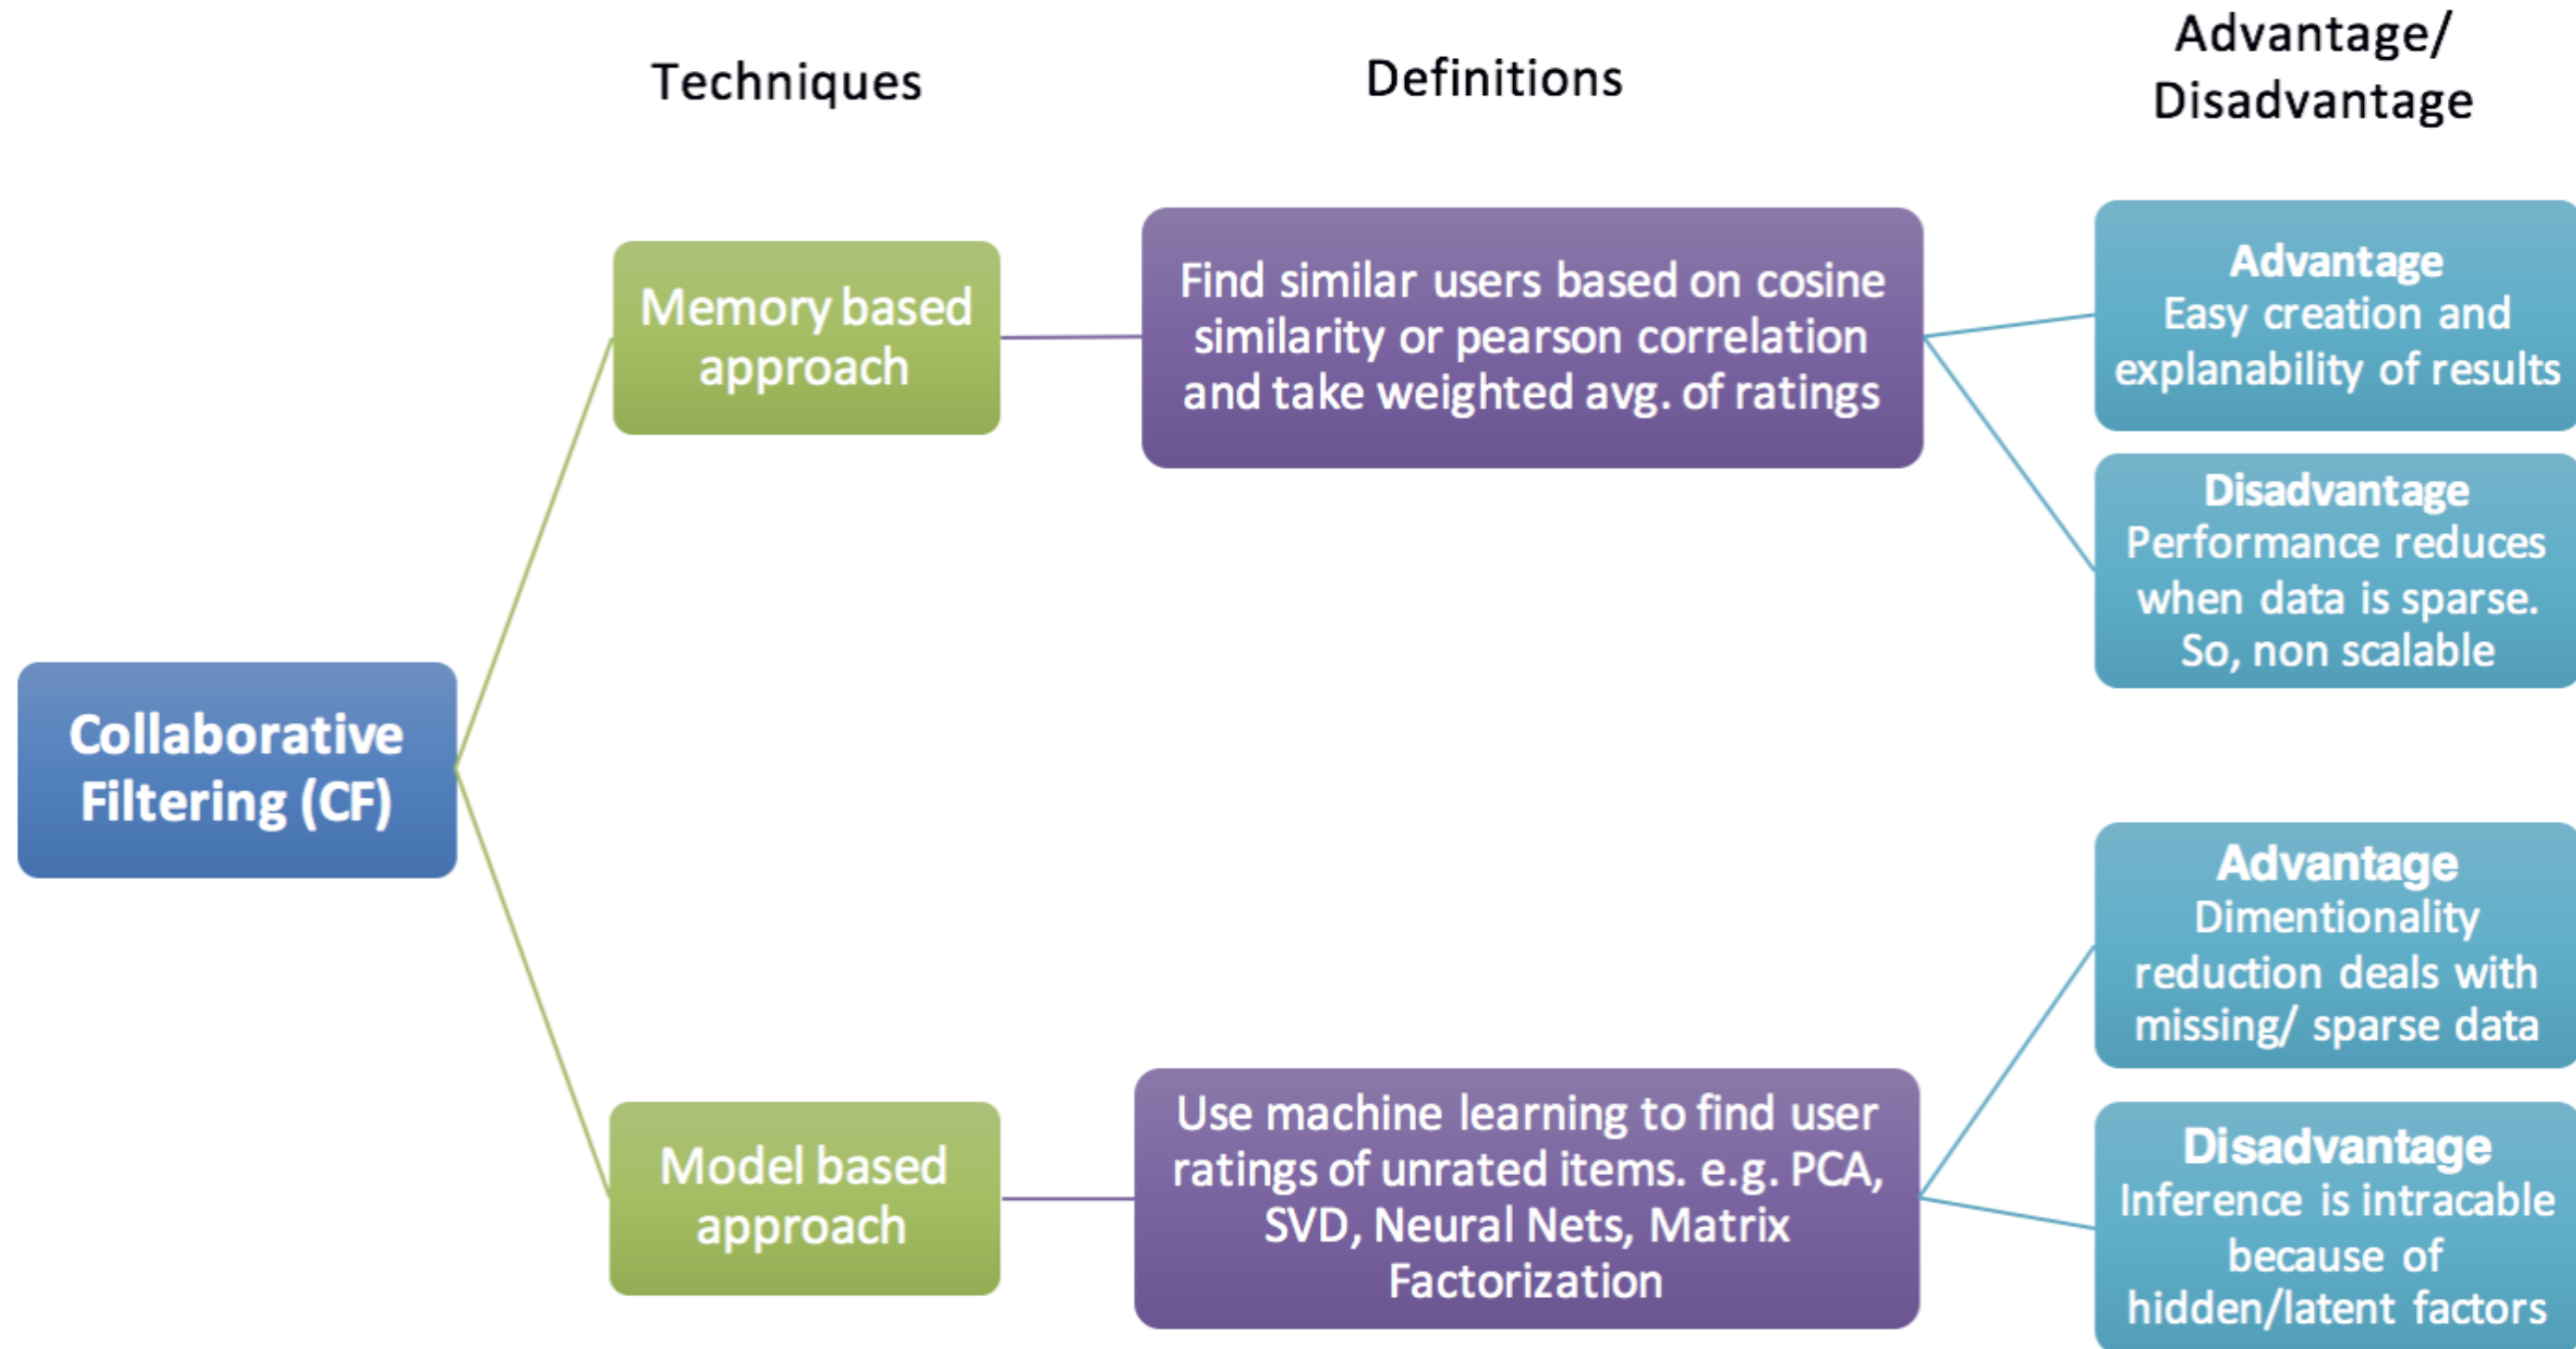 Techniques
Definitions
Advantage/
Disadvantage
Collaborative
Filtering (CF)
Memory based
approach
Find similar users based on cosine
similarity or pearson correlation
and take weighted avg. of ratings
Advantage
Easy creation and
explanability of results
Disadvantage
Performance reduces
when data is sparse.
So, non scalable
Model based
approach
Use machine learning to find user
ratings of unrated items. e.g. PCA,
SVD, Neural Nets, Matrix
Factorization
Advantage
Dimentionality
reduction deals with
missing/ sparse data
Disadvantage
Inference is intracable
because of
hidden/latent factors